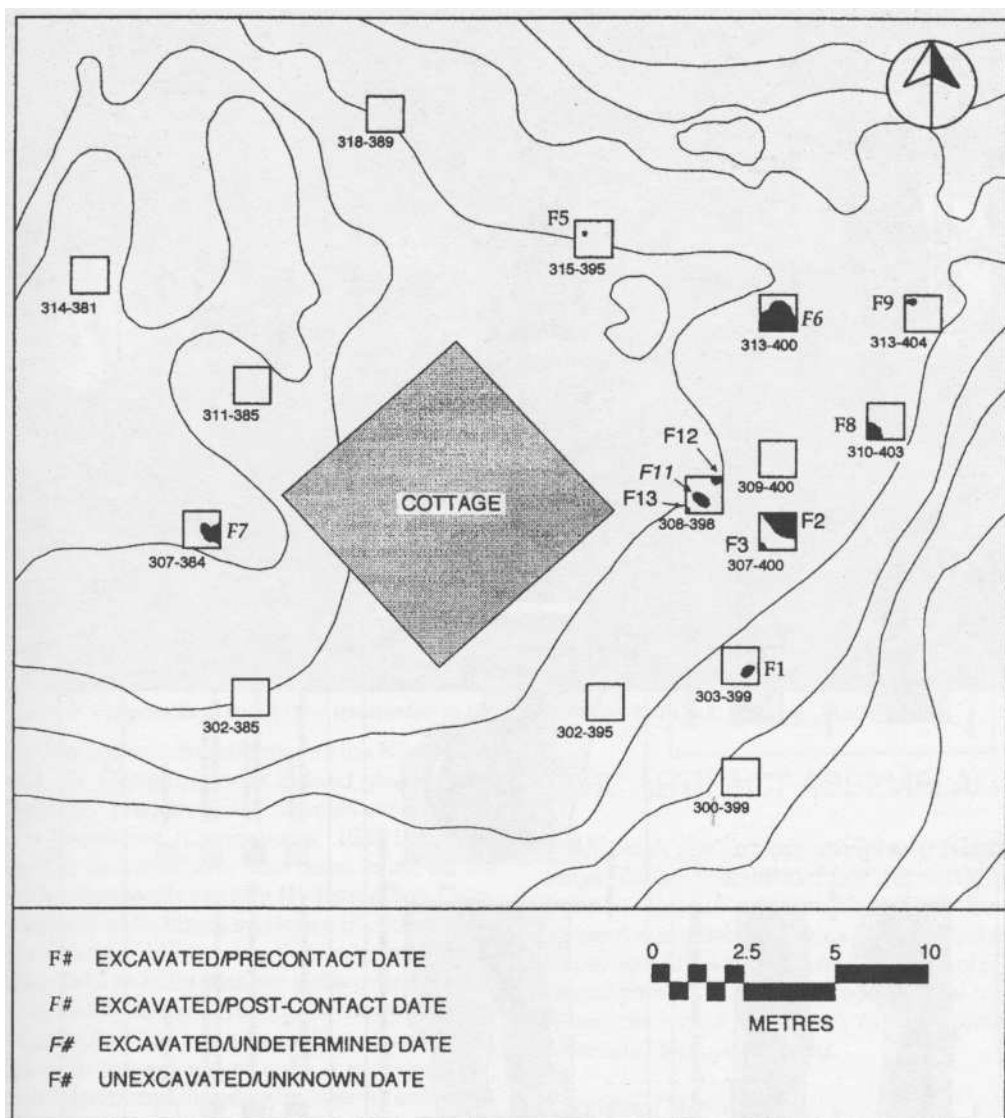 318-389
F5
315-395
314-381
F6
313-400
F9
313-404
311-385
F8
310-403
F12
F11
F13
308-398
309-400
COTTAGE
F7
307-384
F2
F3
307-400
F1
303-399
302-385
302-395
300-399
F# EXCAVATED/PRECONTACT DATE
F# EXCAVATED/POST-CONTACT DATE
F# EXCAVATED/UNDETERMINED DATE
F# UNEXCAVATED/UNKNOWN DATE
0 2.5 5 10
METRES